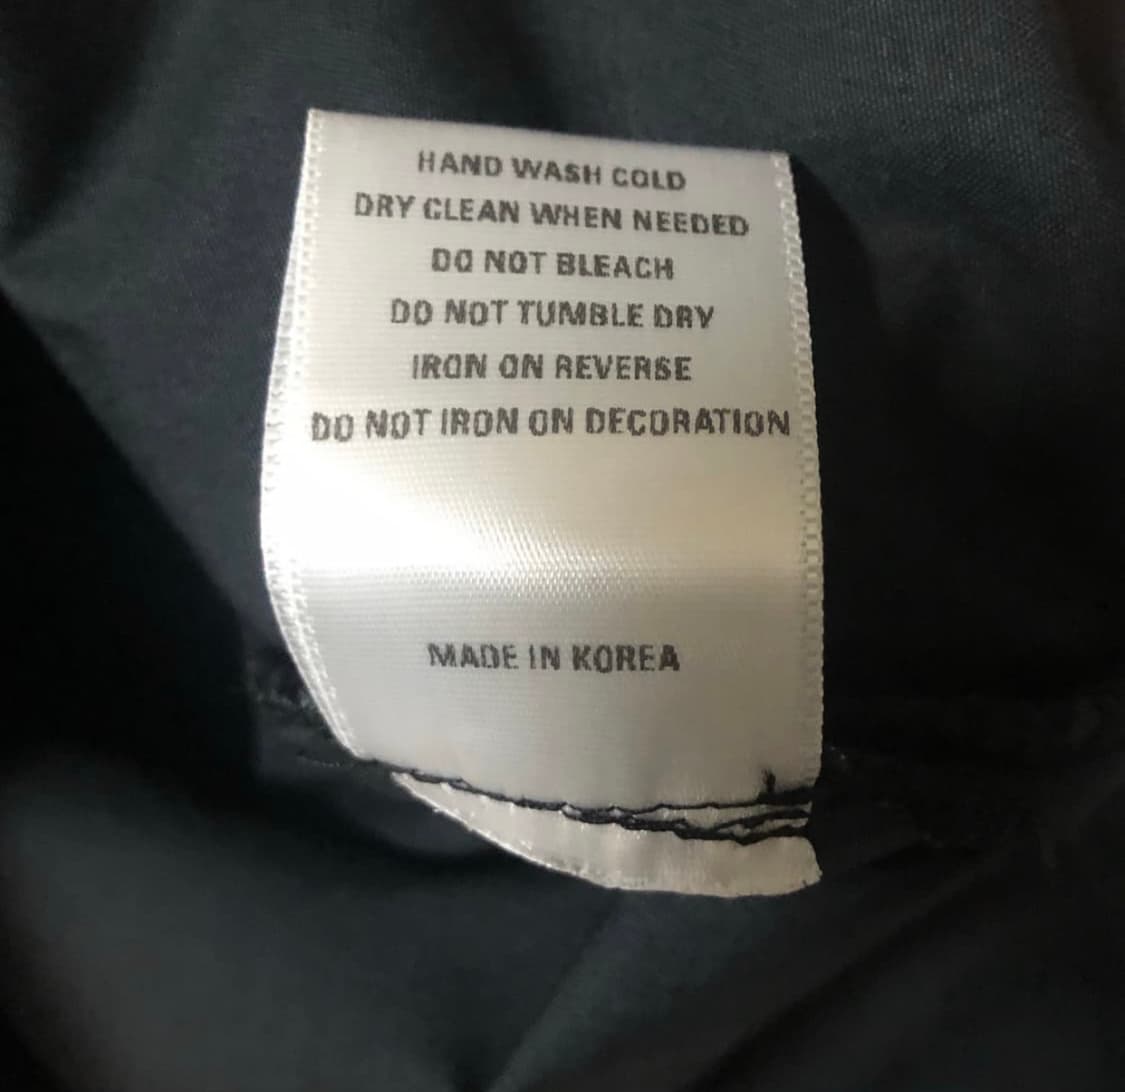 HAND WASH COLD
DRY CLEAN WHEN NEEDED
DO NOT BLEACH
DO NOT TUMBLE DRY
IRON ON REVERSE
DO NOT IRON ON DECORATION
MADE IN KOREA